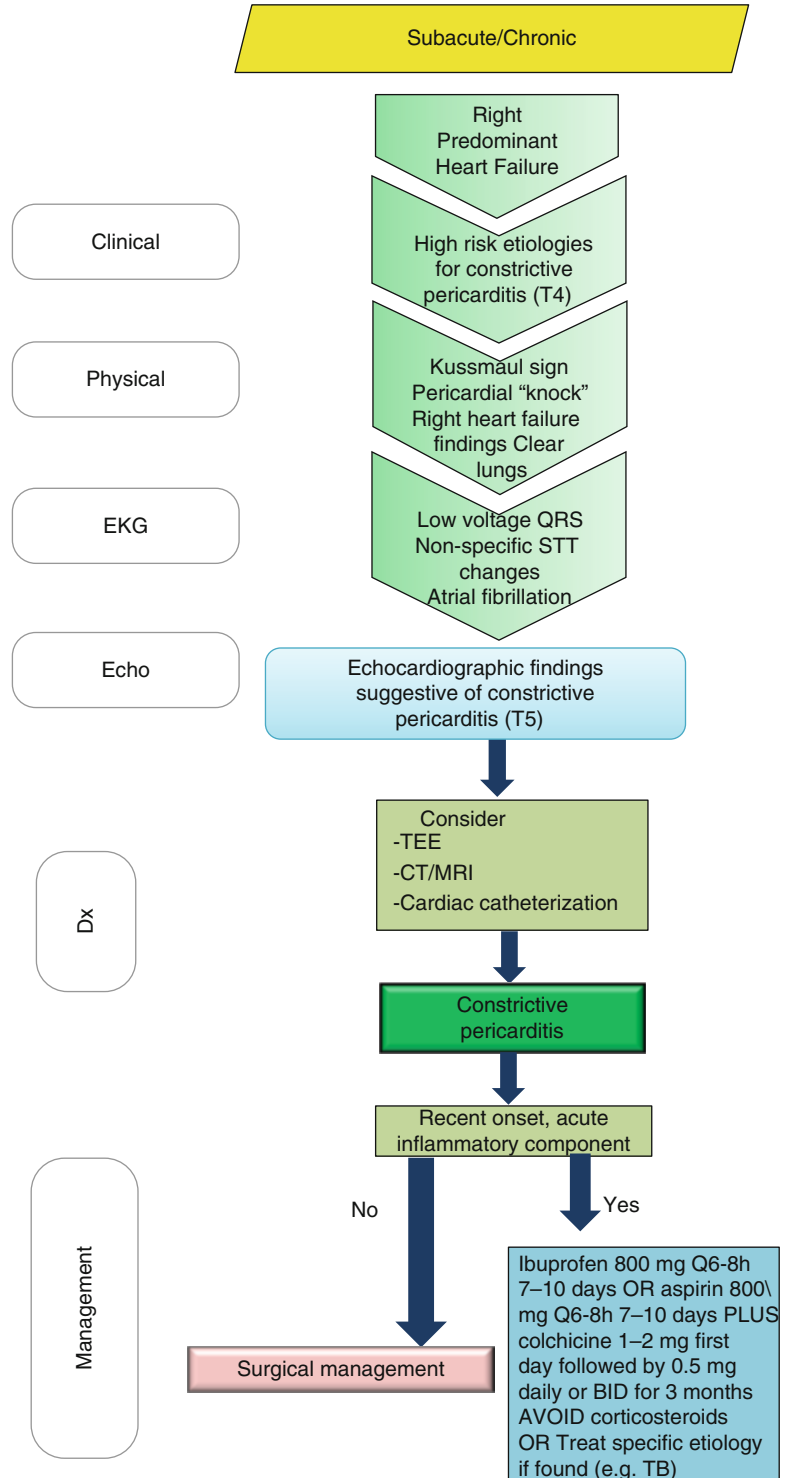 Subacute/Chronic
Right
Predominant
Heart Failure
Clinical
High risk etiologies
for constrictive
pericarditis (T4)
Physical
Kussmaul sign
Pericardial “knock”
Right heart failure
findings Clear
lungs
EKG
Low voltage QRS
Non-specific STT
changes
Atrial fibrillation
Echo
Echocardiographic findings
suggestive of constrictive
pericarditis (T5)
Dx
Consider
-TEE
-CT/MRI
-Cardiac catheterization
Constrictive
pericarditis
Management
Recent onset, acute
inflammatory component
No
Yes
Surgical management
Ibuprofen 800 mg Q6-8h
7–10 days OR aspirin 800\
mg Q6-8h 7–10 days PLUS
colchicine 1–2 mg first
day followed by 0.5 mg
daily or BID for 3 months
AVOID corticosteroids
OR Treat specific etiology
if found (e.g. TB)